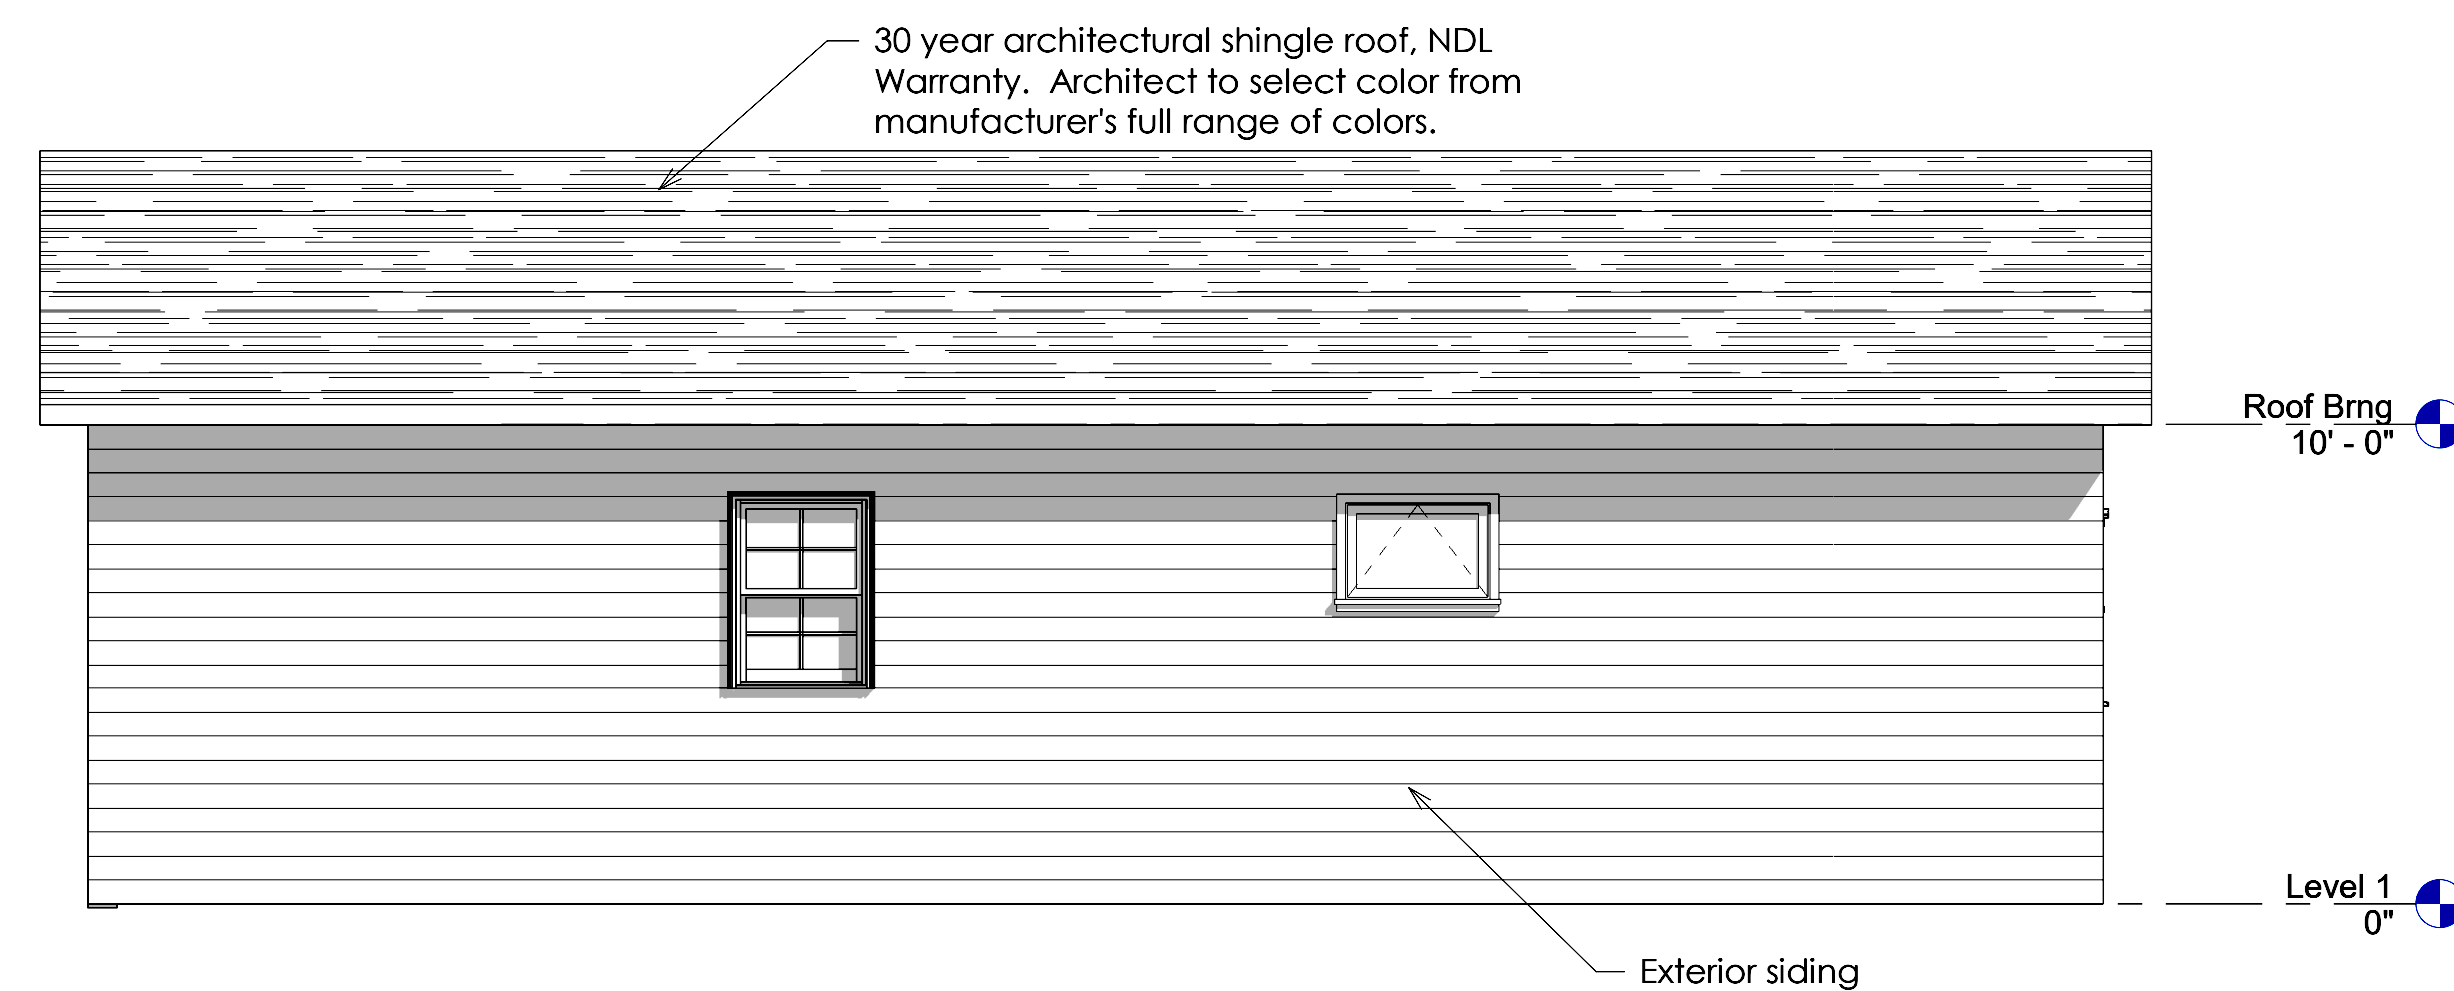 30 year architectural shingle roof, NDL
Warranty.  Architect to select color from
manufacturer's full range of colors.
Roof Brng
10' - 0"
Level 1
0"
Exterior siding